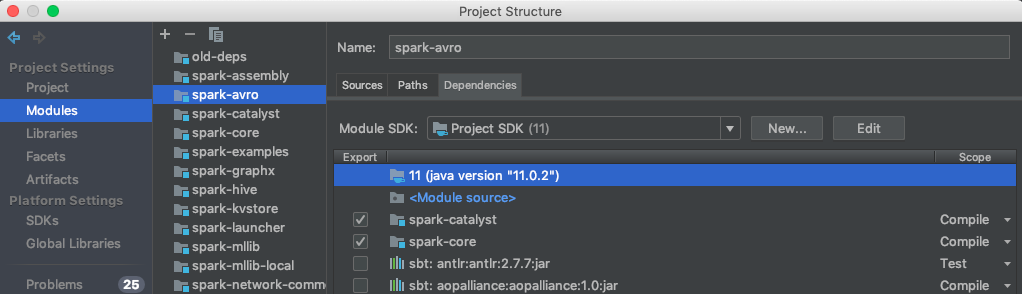 Project Structure
Project Settings
Project
Modules
Libraries
Facets
Artifacts
Platform Settings
SDKs
Global Libraries
Problems 25
old-deps
spark-assembly
spark-avro
spark-catalyst
spark-core
spark-examples
spark-graphx
spark-hive
spark-kvstore
spark-launcher
spark-mllib
spark-mllib-local
spark-network-comm
Name: spark-avro
Sources Paths Dependencies
Module SDK: Project SDK (11) New... Edit
Export Scope
11 (java version "11.0.2")
<Module source>
spark-catalyst Compile
spark-core Compile
sbt: antlr:antlr:2.7.7:jar Test
sbt: aopalliance:aopalliance:1.0:jar Compile